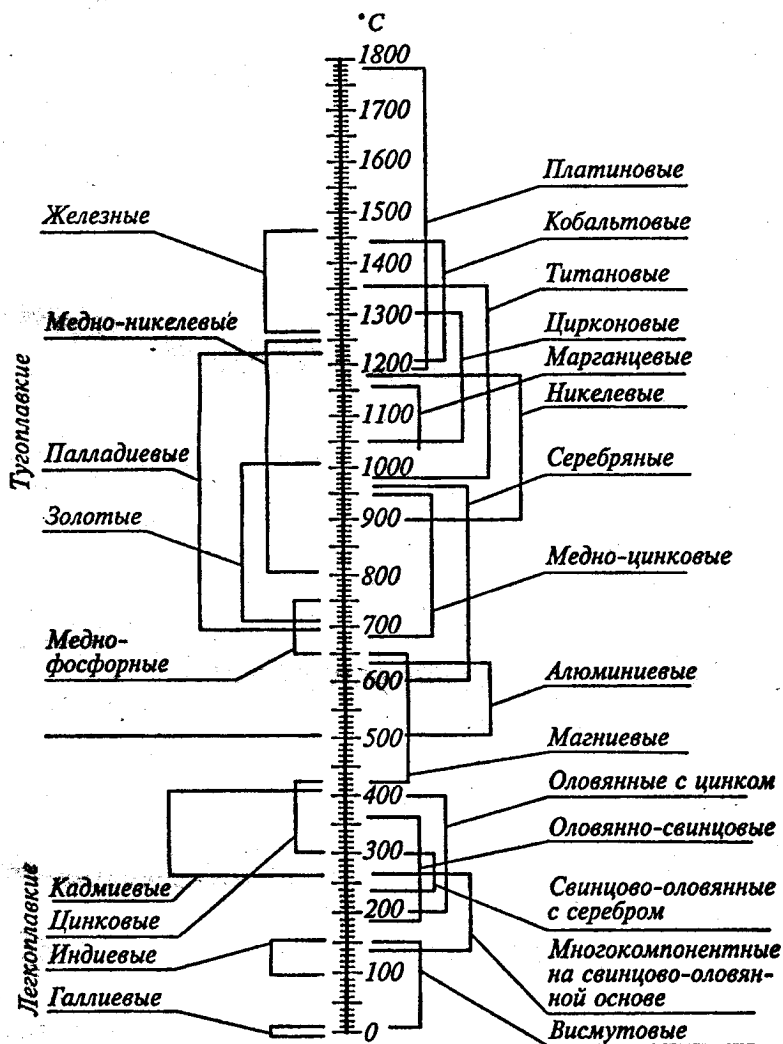 °C
1800
1700
1600
1500
1400
1300
1200
1100
1000
900
800
700
600
500
400
300
200
100
0
Тугоплавкие
Железные
Медно-никелевые
Палладиевые
Золотые
Медно-
фосфорные
Легкоплавкие
Кадмиевые
Цинковые
Индиевые
Галлиевые
Платиновые
Кобальтовые
Титановые
Цирконовые
Марганцевые
Никелевые
Серебряные
Медно-цинковые
Алюминиевые
Магниевые
Оловянные с цинком
Оловянно-свинцовые
Свинцово-оловянные
с серебром
Многокомпонентные
на свинцово-оловян-
ной основе
Висмутовые